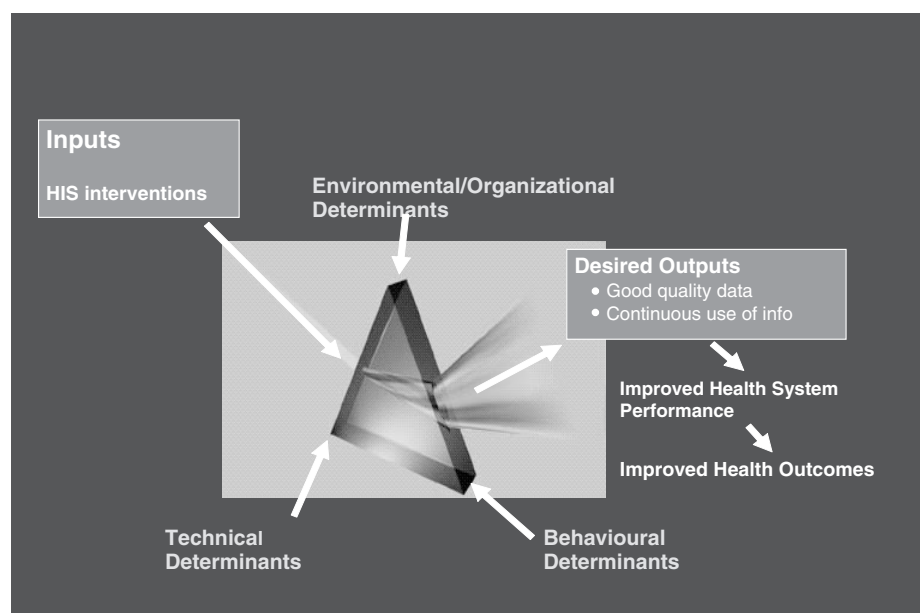 Inputs
HIS interventions
Environmental/Organizational
Determinants
Desired Outputs
• Good quality data
• Continuous use of info
Improved Health System
Performance
Improved Health Outcomes
Technical
Determinants
Behavioural
Determinants